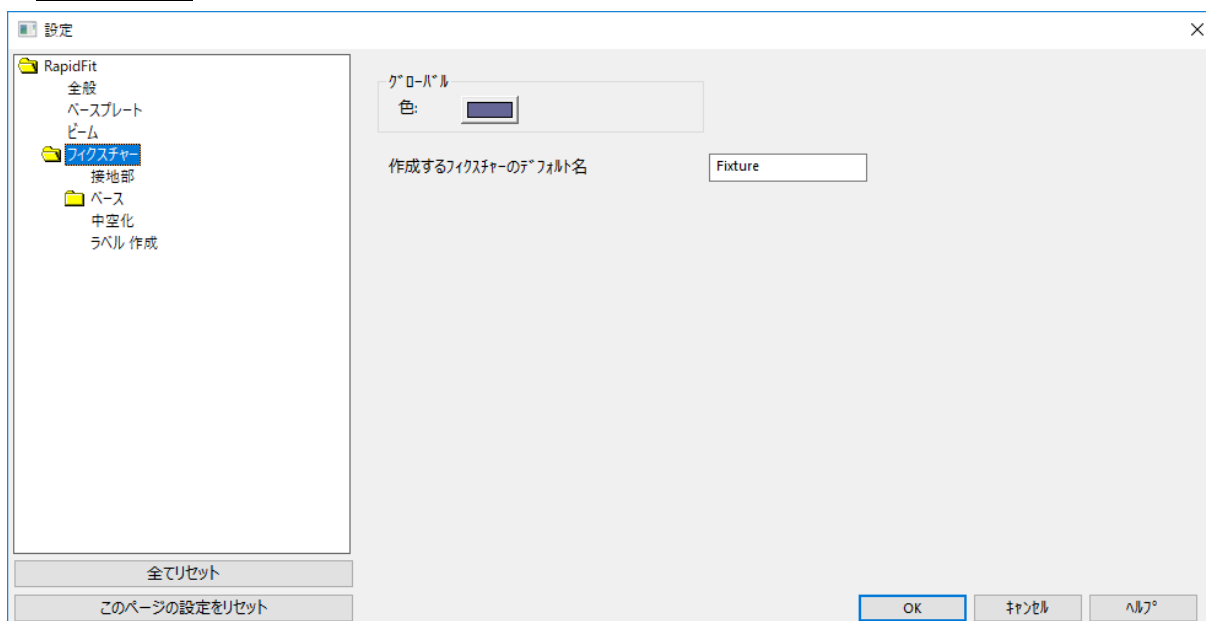 設定
RapidFit
全般
ベースプレート
ビーム
フィクスチャー
接地部
ベース
中空化
ラベル 作成
ｸﾞﾛｰﾊﾞﾙ
色:
作成するﾌｨｸｽﾁｬｰのﾃﾞﾌｫﾙﾄ名
Fixture
全てリセット
このページの設定をリセット
OK
ｷｬﾝｾﾙ
ﾍﾙﾌﾟ